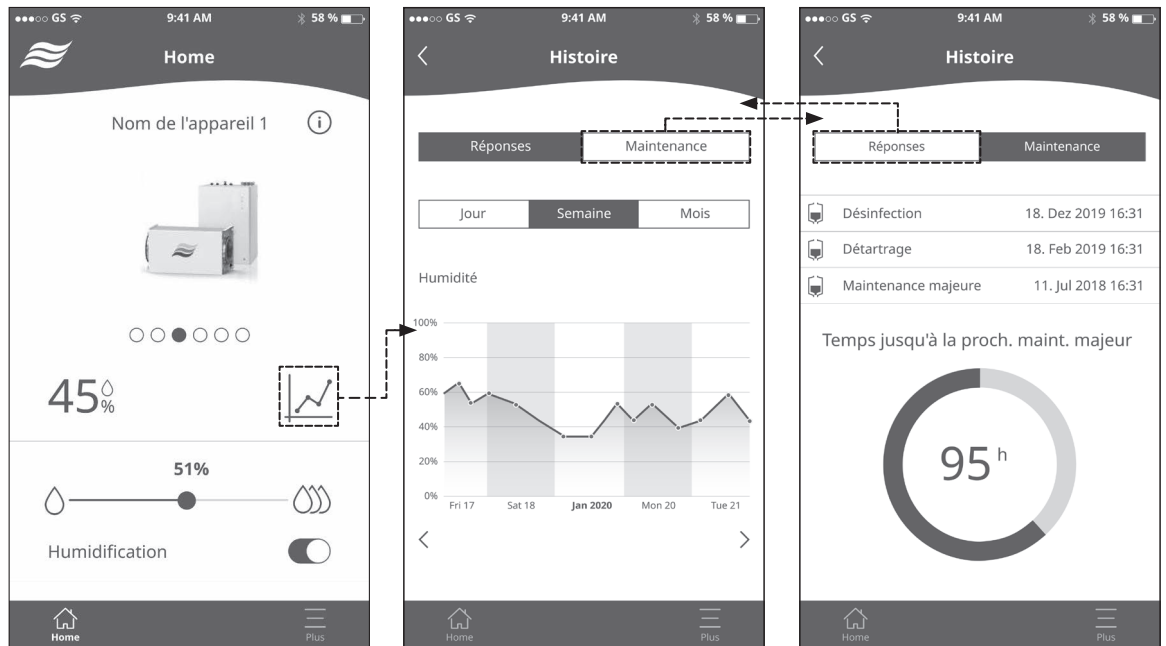 GS 9:41 AM 58 %
Home
Nom de l'appareil 1
i
45 %
51%
Humidification
Home Plus
GS 9:41 AM 58 %
Histoire
Réponses Maintenance
Jour Semaine Mois
Humidité
100%
80%
60%
40%
20%
0%
Fri 17 Sat 18 Jan 2020 Mon 20 Tue 21
Home Plus
GS 9:41 AM 58 %
Histoire
Réponses Maintenance
Désinfection 18. Dez 2019 16:31
Détartrage 18. Feb 2019 16:31
Maintenance majeure 11. Jul 2018 16:31
Temps jusqu'à la proch. maint. majeur
95 h
Home Plus